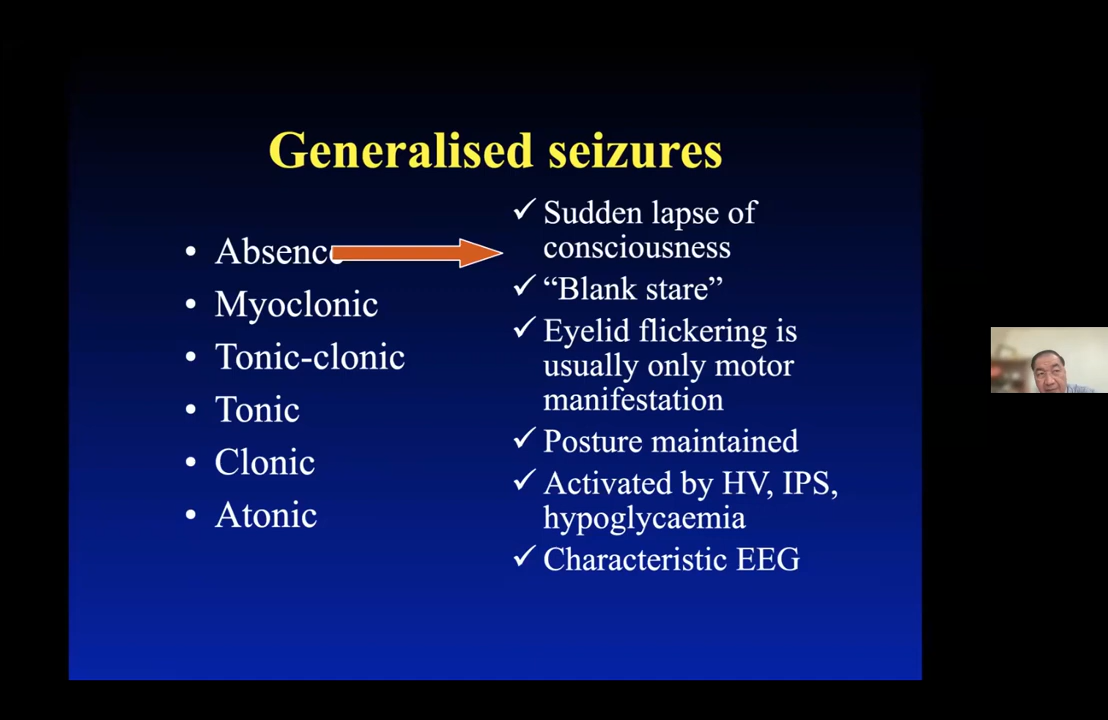 Generalised seizures
• Absence
• Myoclonic
• Tonic-clonic
• Tonic
• Clonic
• Atonic
✓ Sudden lapse of
consciousness
✓ “Blank stare”
✓ Eyelid flickering is
usually only motor
manifestation
✓ Posture maintained
✓ Activated by HV, IPS,
hypoglycaemia
✓ Characteristic EEG